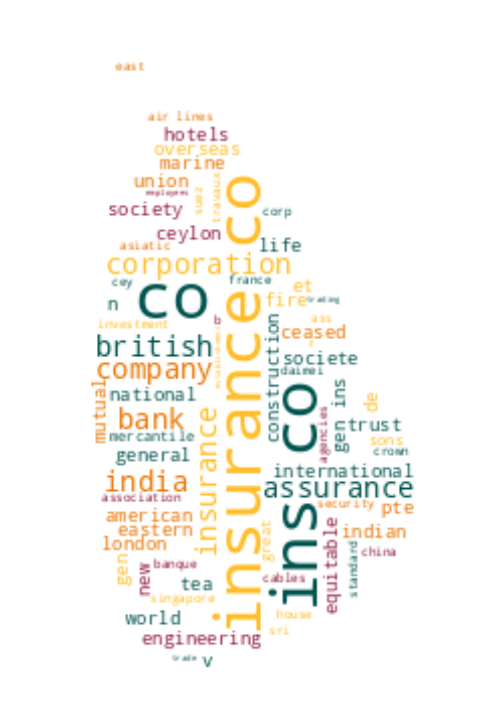 east
air lines
hotels
overseas
marine
union
employees
suez
travaux
society
corp
ceylon
asiatic
life
corporation
insurance co
cey
france
et
n
co
fire
trading
investment
b
ass
ceased
british
construction
societe
company
daimei
national
ins co
gen ins
de
mutual
bank
agencies
trust
mercantile
insurance
sons
general
crown
international
india
assurance
association
security
pte
american
eastern
great
equitable
indian
london
standard
china
gen
new
banque
cables
tea
singapore
house
world
sri
engineering
trade
v